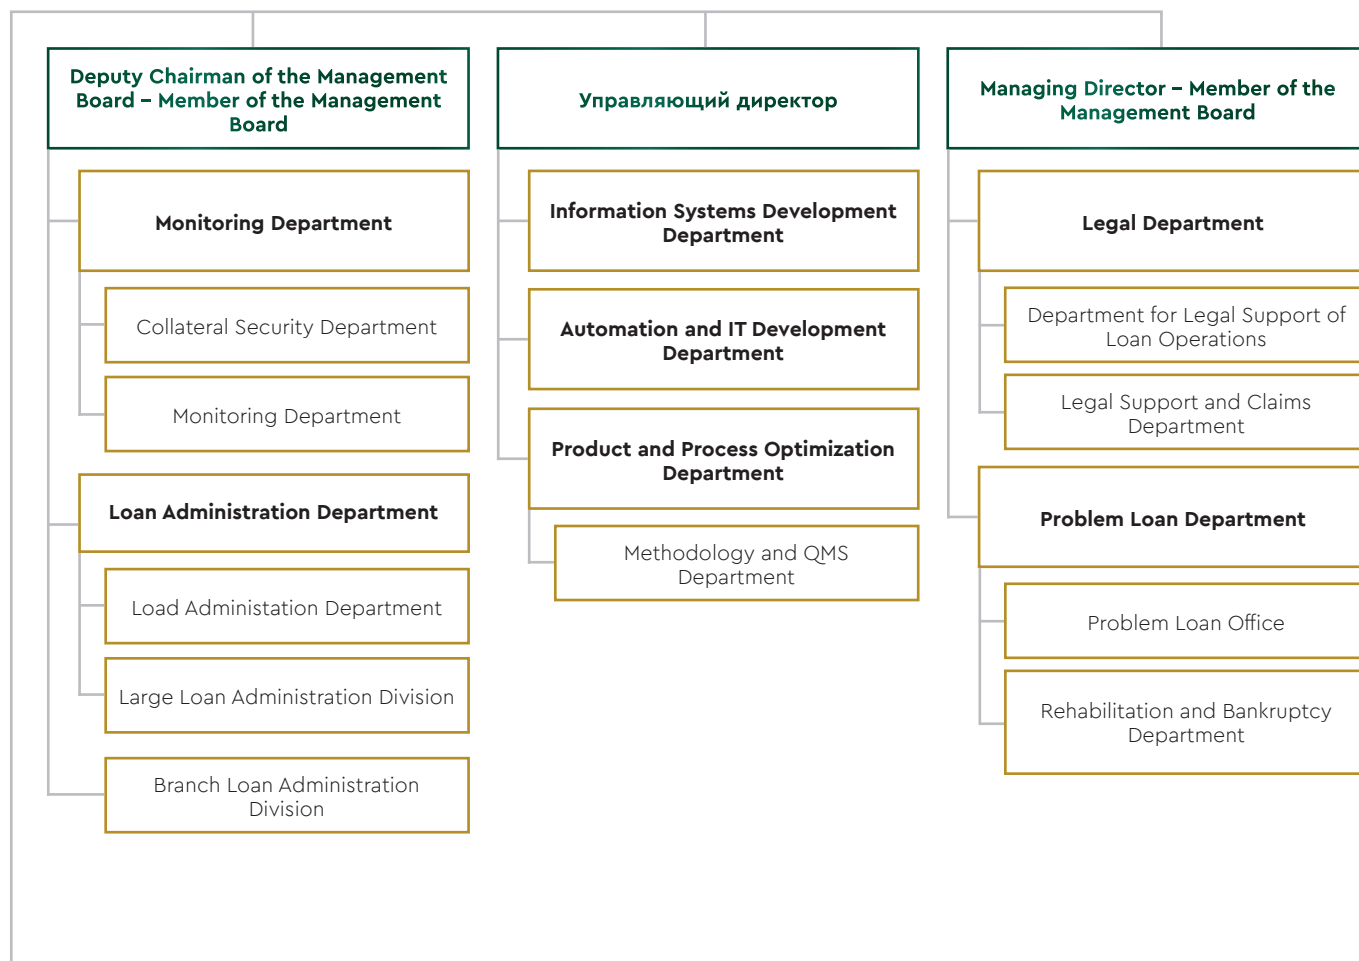 Deputy Chairman of the Management
Board – Member of the Management
Board
Monitoring Department
Collateral Security Department
Monitoring Department
Loan Administration Department
Load Administation Department
Large Loan Administration Division
Branch Loan Administration
Division
Управляющий директор
Information Systems Development
Department
Automation and IT Development
Department
Product and Process Optimization
Department
Methodology and QMS
Department
Managing Director – Member of the
Management Board
Legal Department
Department for Legal Support of
Loan Operations
Legal Support and Claims
Department
Problem Loan Department
Problem Loan Office
Rehabilitation and Bankruptcy
Department